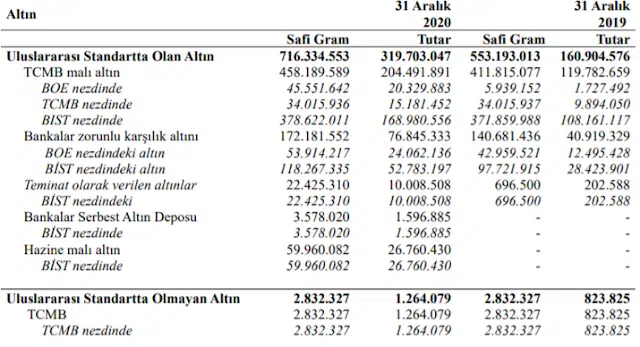 Altın 31 Aralık 2020 31 Aralık 2019
Safi Gram Tutar Safi Gram Tutar
Uluslararası Standartta Olan Altın 716.334.553 319.703.047 553.193.013 160.904.576
TCMB malı altın 458.189.589 204.491.891 411.815.077 119.782.659
BOE nezdinde 45.551.642 20.329.883 5.939.152 1.727.492
TCMB nezdinde 34.015.936 15.181.452 34.015.937 9.894.050
BIST nezdinde 378.622.011 168.980.556 371.859.988 108.161.117
Bankalar zorunlu karşılık altını 172.181.552 76.845.333 140.681.436 40.919.329
BOE nezdindeki altın 53.914.217 24.062.136 42.959.521 12.495.428
BİST nezdindeki altın 118.267.335 52.783.197 97.721.915 28.423.901
Teminat olarak verilen altınlar 22.425.310 10.008.508 696.500 202.588
BİST nezdindeki 22.425.310 10.008.508 696.500 202.588
Bankalar Serbest Altın Deposu 3.578.020 1.596.885 - -
BİST nezdinde 3.578.020 1.596.885 - -
Hazine malı altın 59.960.082 26.760.430 - -
BİST nezdinde 59.960.082 26.760.430 - -
Uluslararası Standartta Olmayan Altın 2.832.327 1.264.079 2.832.327 823.825
TCMB 2.832.327 1.264.079 2.832.327 823.825
TCMB nezdinde 2.832.327 1.264.079 2.832.327 823.825